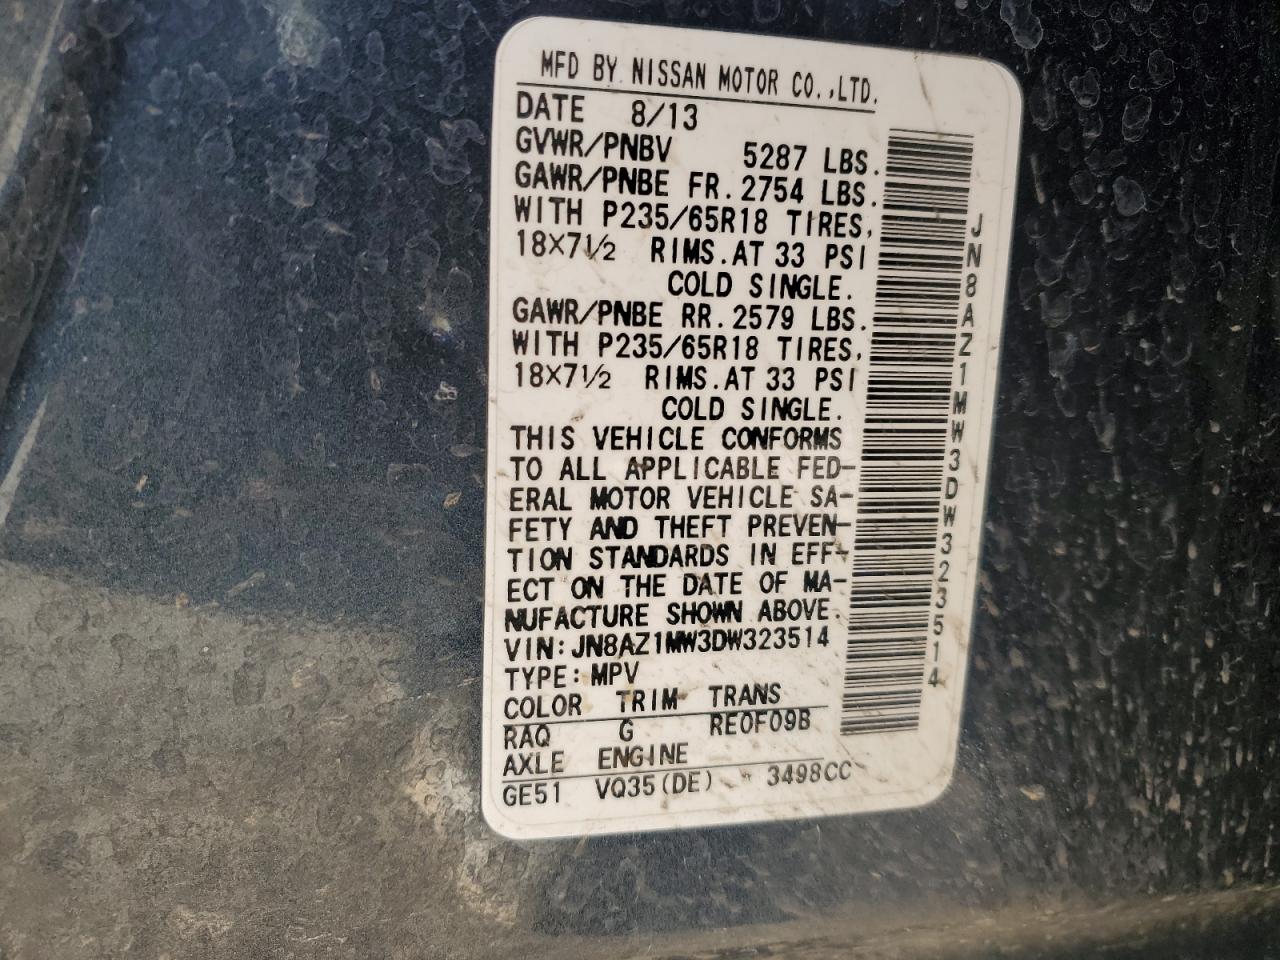 MFD BY NISSAN MOTOR CO.,LTD.
DATE 8/13
GVWR/PNBV 5287 LBS.
GAWR/PNBE FR. 2754 LBS.
WITH P235/65R18 TIRES,
18×7½ RIMS. AT 33 PSI
COLD SINGLE.
GAWR/PNBE RR. 2579 LBS.
WITH P235/65R18 TIRES,
18×7½ RIMS. AT 33 PSI
COLD SINGLE.
THIS VEHICLE CONFORMS
TO ALL APPLICABLE FED-
ERAL MOTOR VEHICLE SA-
FETY AND THEFT PREVEN-
TION STANDARDS IN EFF-
ECT ON THE DATE OF MA-
NUFACTURE SHOWN ABOVE.
VIN: JN8AZ1MW3DW323514
TYPE: MPV
COLOR TRIM TRANS
RAQ G RE0F09B
AXLE ENGINE
GE51 VQ35(DE) 3498CC
JN8AZ1MW3DW323514